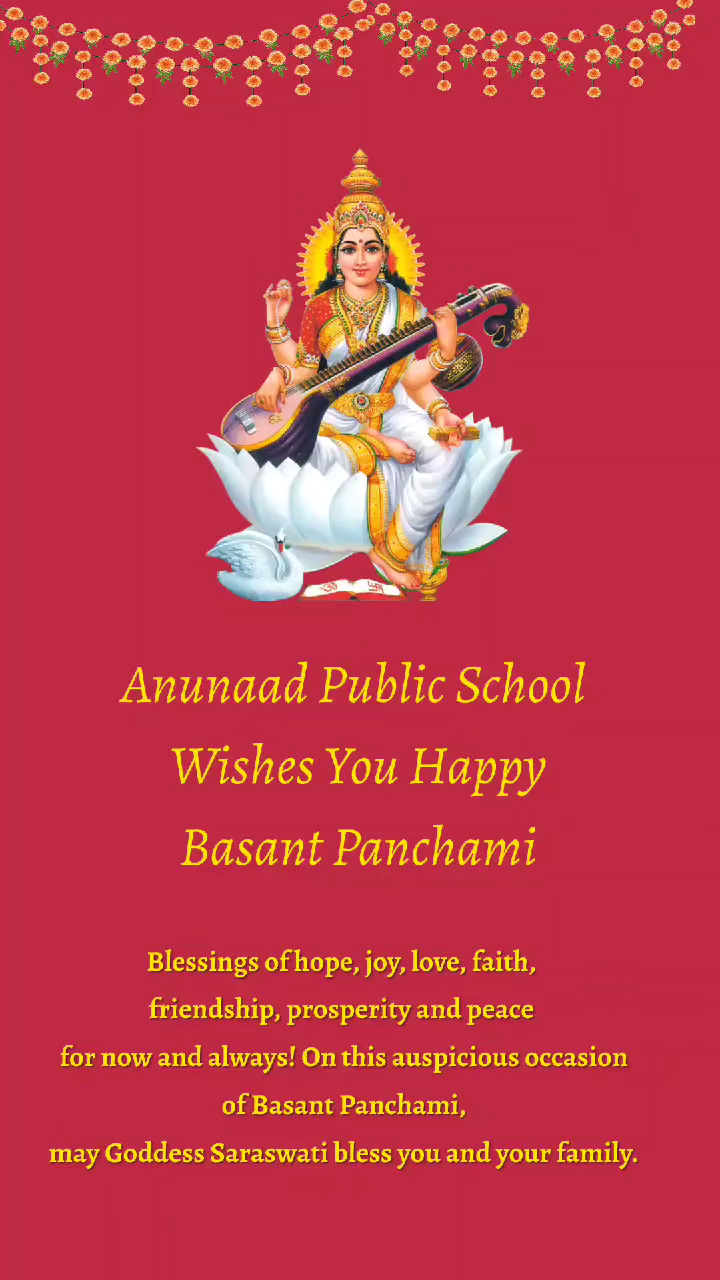 Anunaad Public School
Wishes You Happy
Basant Panchami
Blessings of hope, joy, love, faith,
friendship, prosperity and peace
for now and always! On this auspicious occasion
of Basant Panchami,
may Goddess Saraswati bless you and your family.